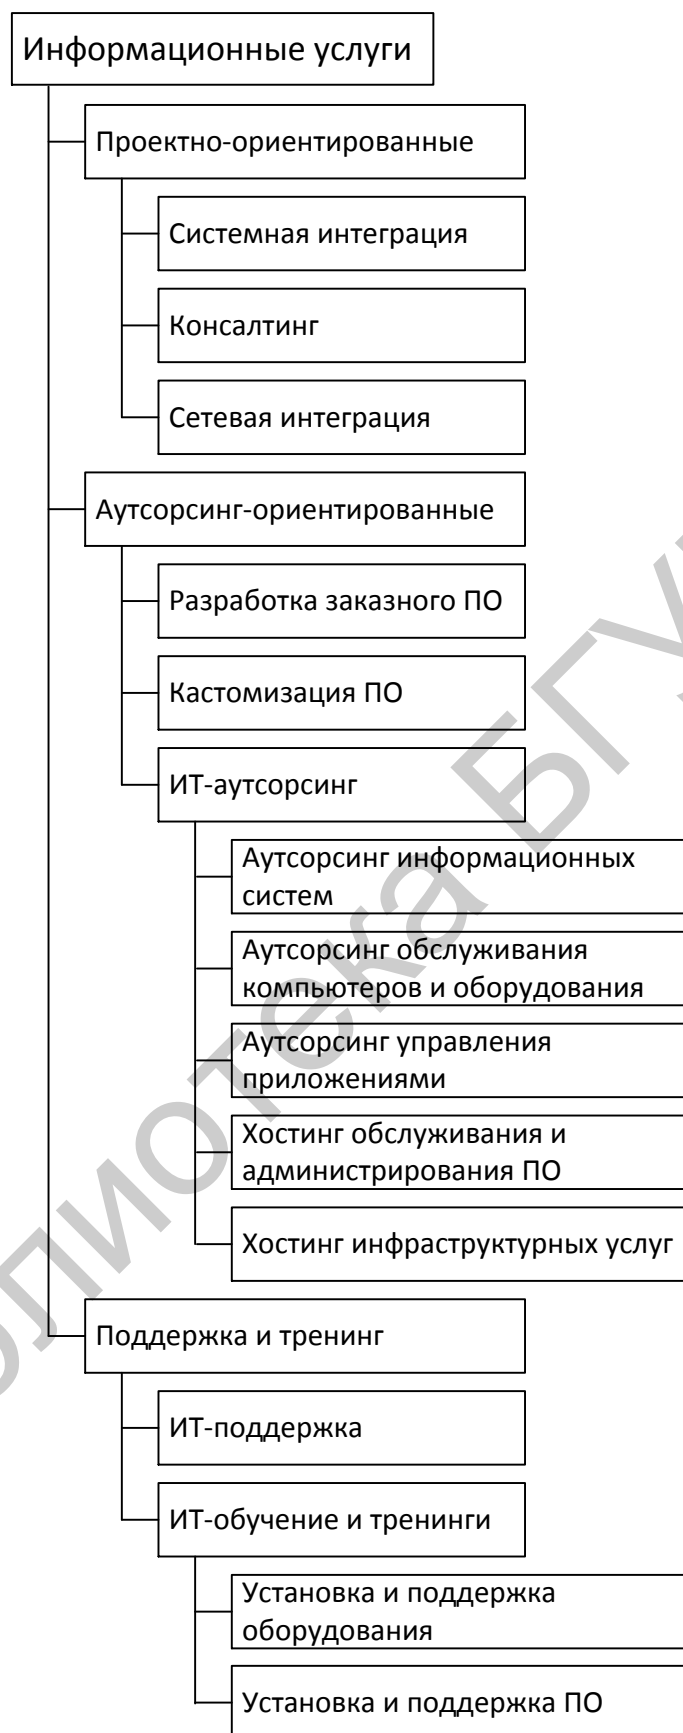 Информационные услуги
Проектно-ориентированные
Системная интеграция
Консалтинг
Сетевая интеграция
Аутсорсинг-ориентированные
Разработка заказного ПО
Кастомизация ПО
ИТ-аутсорсинг
Аутсорсинг информационных
систем
Аутсорсинг обслуживания
компьютеров и оборудования
Аутсорсинг управления
приложениями
Хостинг обслуживания и
администрирования ПО
Хостинг инфраструктурных услуг
Поддержка и тренинг
ИТ-поддержка
ИТ-обучение и тренинги
Установка и поддержка
оборудования
Установка и поддержка ПО